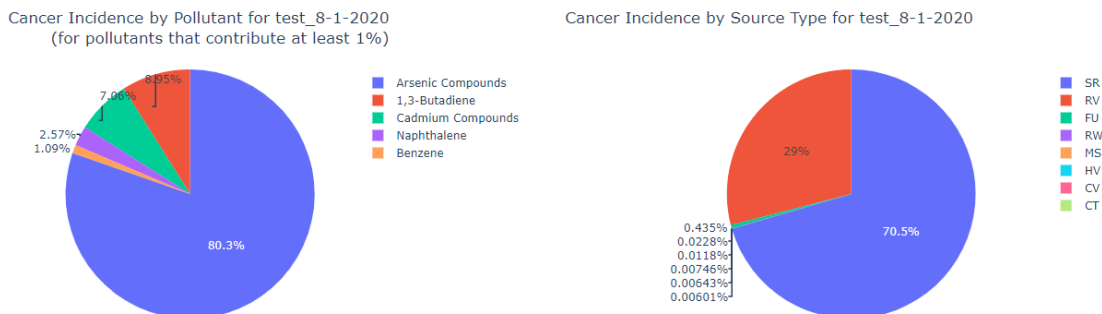 Cancer Incidence by Pollutant for test_8-1-2020
(for pollutants that contribute at least 1%)
8.95%
7.06%
2.57%
1.09%
80.3%
Arsenic Compounds
1,3-Butadiene
Cadmium Compounds
Naphthalene
Benzene
Cancer Incidence by Source Type for test_8-1-2020
29%
70.5%
0.435%
0.0228%
0.0118%
0.00746%
0.00643%
0.00601%
SR
RV
FU
RW
MS
HV
CV
CT